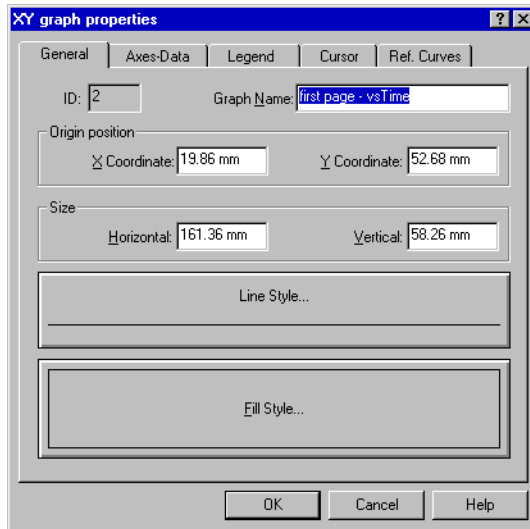 XY graph properties
General Axes-Data Legend Cursor Ref. Curves
ID: 2 Graph Name: first page - vsTime
Origin position
X Coordinate: 19.86 mm Y Coordinate: 52.68 mm
Size
Horizontal: 161.36 mm Vertical: 58.26 mm
Line Style...
Fill Style...
OK Cancel Help